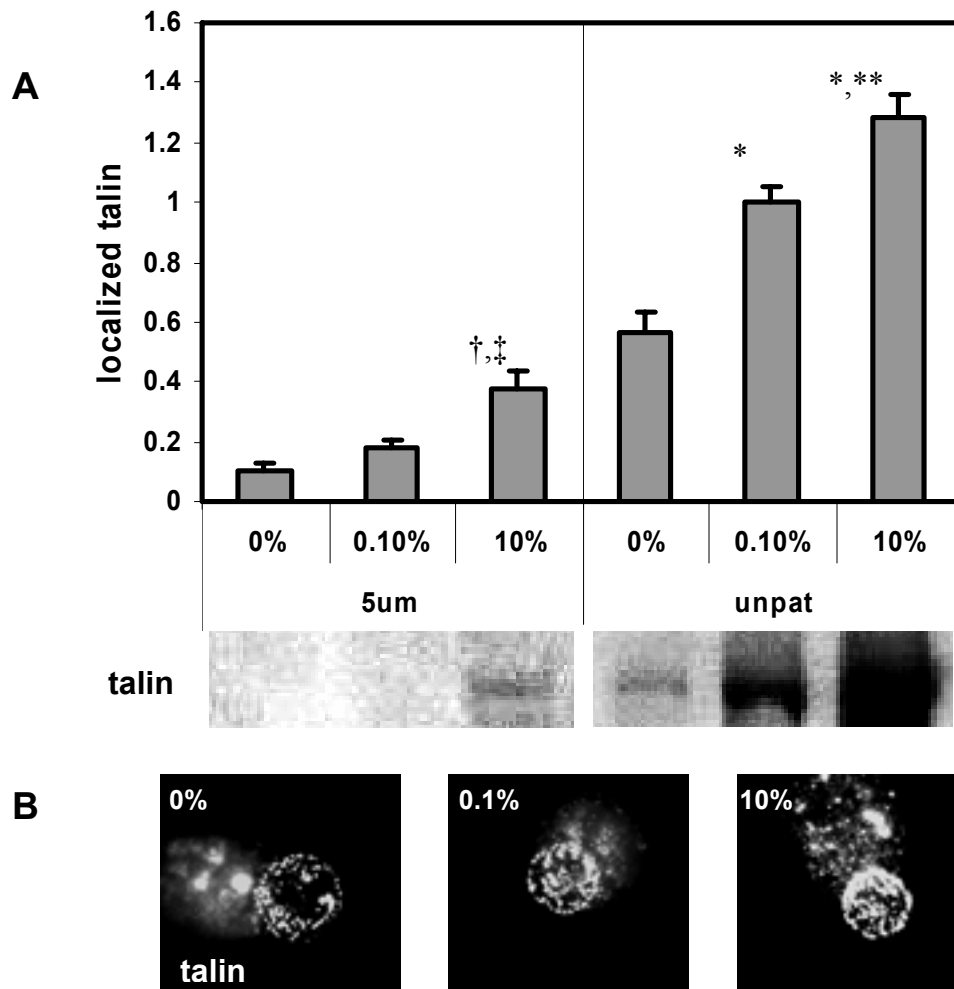 A
localized talin
1.6
1.4
1.2
1
0.8
0.6
0.4
0.2
0
†,‡
*
*,**
0% 0.10% 10% 0% 0.10% 10%
5um unpat
talin
B
0% 0.1% 10%
talin